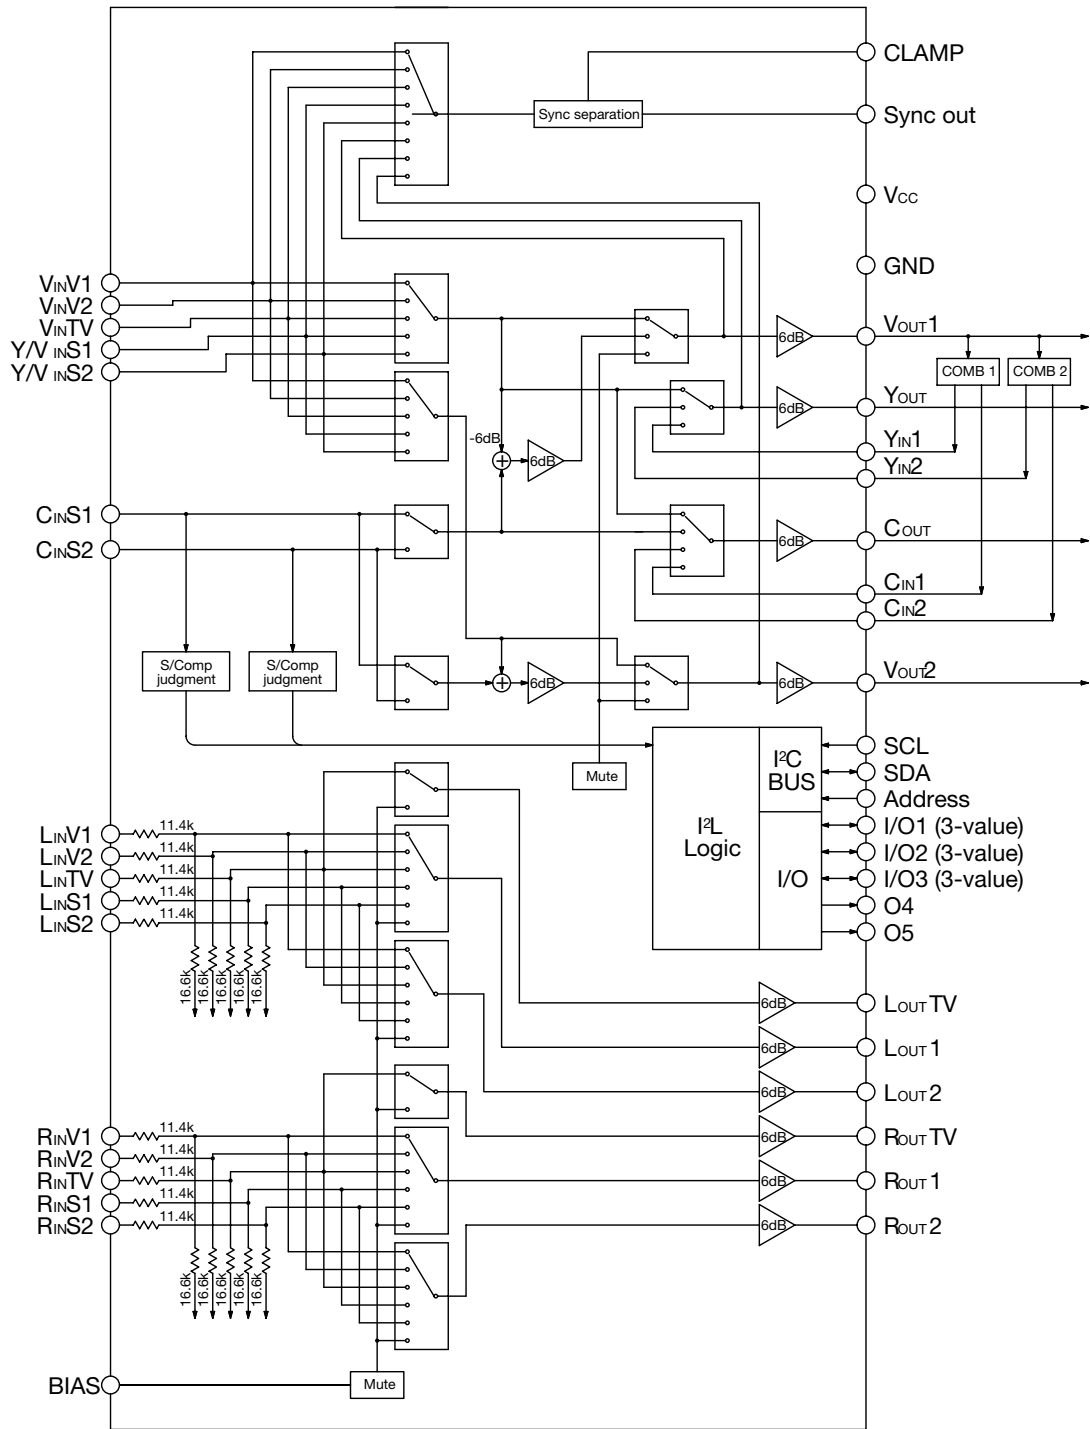 CLAMP
Sync separation
Sync out
VCC
GND
VINV1
VINV2
VINTV
Y/V INS1
Y/V INS2
6dB
VOUT1
COMB 1
COMB 2
6dB
YOUT
-6dB
6dB
YIN1
YIN2
CINS1
CINS2
6dB
COUT
CIN1
CIN2
S/Comp
judgment
S/Comp
judgment
6dB
6dB
VOUT2
Mute
I²L
Logic
I²C
BUS
I/O
SCL
SDA
Address
I/O1 (3-value)
I/O2 (3-value)
I/O3 (3-value)
O4
O5
LINV1
11.4k
LINV2
11.4k
LINTV
11.4k
LINS1
11.4k
LINS2
11.4k
16.6k
16.6k
16.6k
16.6k
16.6k
6dB
LOUT TV
6dB
LOUT1
6dB
LOUT2
6dB
ROUT TV
6dB
ROUT1
6dB
ROUT2
RINV1
11.4k
RINV2
11.4k
RINTV
11.4k
RINS1
11.4k
RINS2
11.4k
16.6k
16.6k
16.6k
16.6k
16.6k
BIAS
Mute